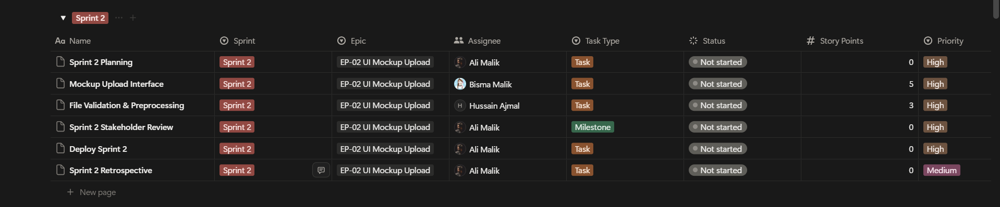 Sprint 2
Aa Name Sprint Epic Assignee Task Type Status # Story Points Priority
Sprint 2 Planning Sprint 2 EP-02 UI Mockup Upload Ali Malik Task Not started 0 High
Mockup Upload Interface Sprint 2 EP-02 UI Mockup Upload Bisma Malik Task Not started 5 High
File Validation & Preprocessing Sprint 2 EP-02 UI Mockup Upload H Hussain Ajmal Task Not started 3 High
Sprint 2 Stakeholder Review Sprint 2 EP-02 UI Mockup Upload Ali Malik Milestone Not started 0 High
Deploy Sprint 2 Sprint 2 EP-02 UI Mockup Upload Ali Malik Task Not started 0 High
Sprint 2 Retrospective Sprint 2 EP-02 UI Mockup Upload Ali Malik Task Not started 0 Medium
+ New page